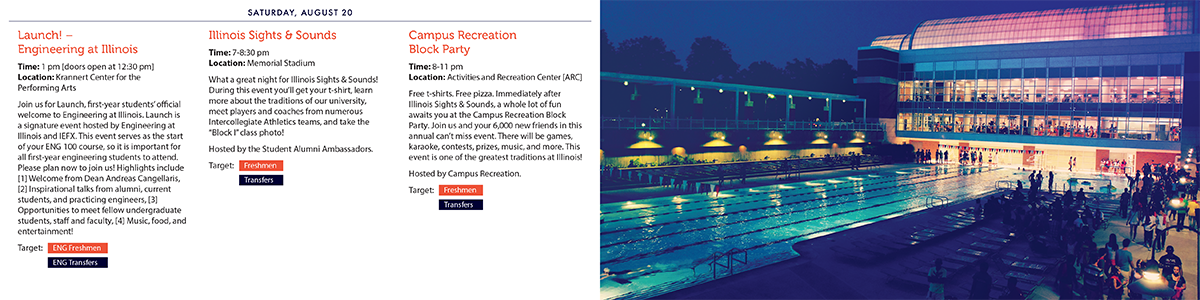 SATURDAY, AUGUST 20
Launch! –
Engineering at Illinois
Time: 1 pm [doors open at 12:30 pm]
Location: Krannert Center for the
Performing Arts
Join us for Launch, first-year students’ official
welcome to Engineering at Illinois. Launch is
a signature event hosted by Engineering at
Illinois and IEFX. This event serves as the start
of your ENG 100 course, so it is important for
all first-year engineering students to attend.
Please plan now to join us! Highlights include
[1] Welcome from Dean Andreas Cangellaris,
[2] Inspirational talks from alumni, current
students, and practicing engineers, [3]
Opportunities to meet fellow undergraduate
students, staff and faculty, [4] Music, food, and
entertainment!
Target: ENG Freshmen
ENG Transfers
Illinois Sights & Sounds
Time: 7-8:30 pm
Location: Memorial Stadium
What a great night for Illinois Sights & Sounds!
During this event you’ll get your t-shirt, learn
more about the traditions of our university,
meet players and coaches from numerous
Intercollegiate Athletics teams, and take the
“Block I” class photo!
Hosted by the Student Alumni Ambassadors.
Target: Freshmen
Transfers
Campus Recreation
Block Party
Time: 8-11 pm
Location: Activities and Recreation Center [ARC]
Free t-shirts. Free pizza. Immediately after
Illinois Sights & Sounds, a whole lot of fun
awaits you at the Campus Recreation Block
Party. Join us and your 6,000 new friends in this
annual can’t miss event. There will be games,
karaoke, contests, prizes, music, and more. This
event is one of the greatest traditions at Illinois!
Hosted by Campus Recreation.
Target: Freshmen
Transfers